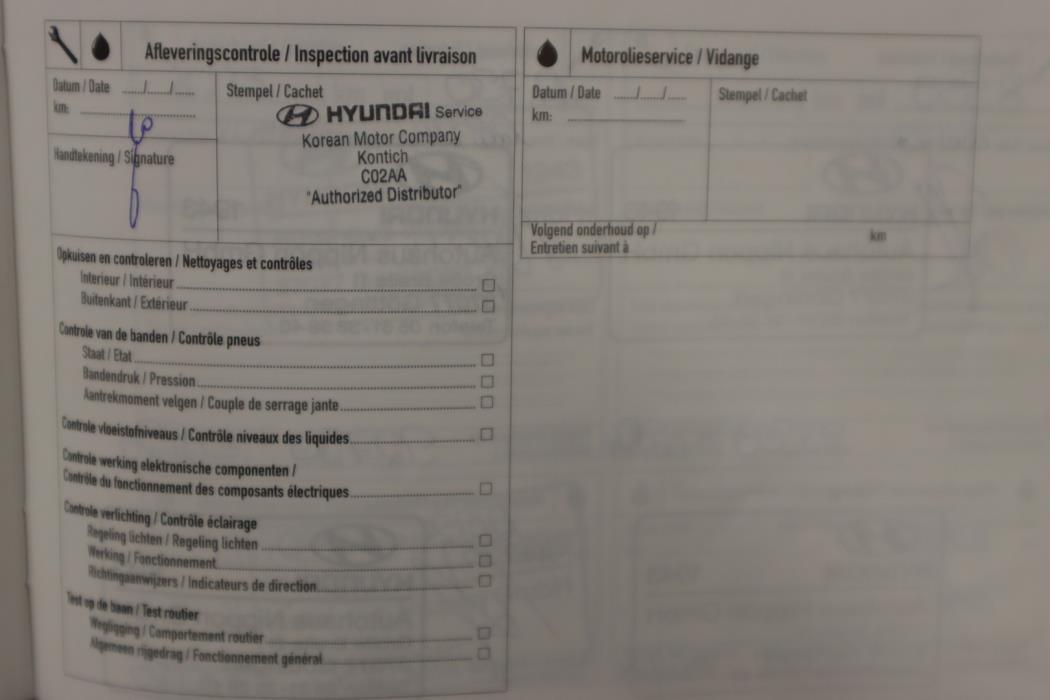 Afleveringscontrole / Inspection avant livraison
Datum / Date ....../....../......
km:
Handtekening / Signature
Stempel / Cachet
HYUNDAI Service
Korean Motor Company
Kontich
C02AA
"Authorized Distributor"
Opkuisen en controleren / Nettoyages et contrôles
Interieur / Intérieur
Buitenkant / Extérieur
Controle van de banden / Contrôle pneus
Staat / Etat
Bandendruk / Pression
Aantrekmoment velgen / Couple de serrage jante
Controle vloeistofniveaus / Contrôle niveaux des liquides
Controle werking elektronische componenten /
Contrôle du fonctionnement des composants électriques
Controle verlichting / Contrôle éclairage
Regeling lichten / Regeling lichten
Werking / Fonctionnement
Richtingaanwijzers / Indicateurs de direction
Test op de baan / Test routier
Wegligging / Comportement routier
Algemeen rijgedrag / Fonctionnement général
Motorolieservice / Vidange
Datum / Date ....../....../......
km:
Stempel / Cachet
Volgend onderhoud op /
Entretien suivant à km